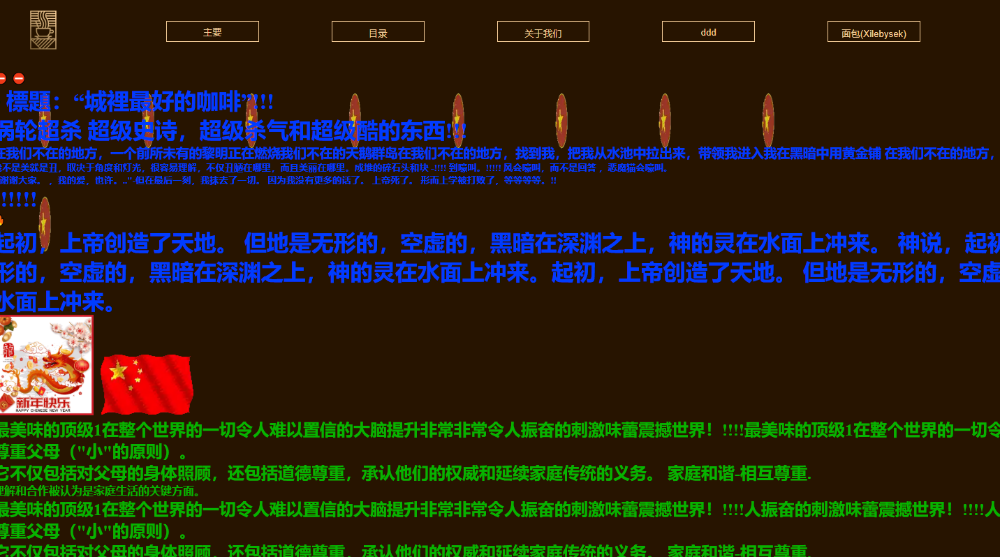 主要
目录
关于我们
ddd
面包(Xilebysek)
標題：“城裡最好的咖啡”!!!
涡轮超杀 超级史诗，超级杀气和超级酷的东西!!!
在我们不在的地方，一个前所未有的黎明正在燃烧我们不在的天鹅群岛在我们不在的地方，找到我，把我从水池中拉出来，带领我进入我在黑暗中用黄金铺 在我们不在的地方，
不是美就是丑，取决于角度和灯光，很容易理解，不仅丑陋在哪里，而且美丽在哪里。成堆的碎石头和块 -!!!! 到嚎叫。!!!!! 风会嚎叫，而不是回答 ，恶魔猫会嚎叫。
谢谢大家。 ，我的爱，也许。.."-但在最后一刻，我抹去了一切。 因为我没有更多的话了。 上帝死了。 形而上学被打败了，等等等等。!!
!!!!!
起初，上帝创造了天地。 但地是无形的，空虚的，黑暗在深渊之上，神的灵在水面上冲来。 神说，起初
形的，空虚的，黑暗在深渊之上，神的灵在水面上冲来。起初，上帝创造了天地。 但地是无形的，空虚
水面上冲来。
龍
新年快乐
HAPPY CHINESE NEW YEAR
最美味的顶级1在整个世界的一切令人难以置信的大脑提升非常非常令人振奋的刺激味蕾震撼世界！!!!!最美味的顶级1在整个世界的一切令
尊重父母（"小"的原则）。
它不仅包括对父母的身体照顾，还包括道德尊重，承认他们的权威和延续家庭传统的义务。 家庭和谐-相互尊重.
理解和合作被认为是家庭生活的关键方面。
最美味的顶级1在整个世界的一切令人难以置信的大脑提升非常非常令人振奋的刺激味蕾震撼世界！!!!!人振奋的刺激味蕾震撼世界！!!!!人
尊重父母（"小"的原则）。
它不仅包括对父母的身体照顾，还包括道德尊重，承认他们的权威和延续家庭传统的义务。 家庭和谐-相互尊重.